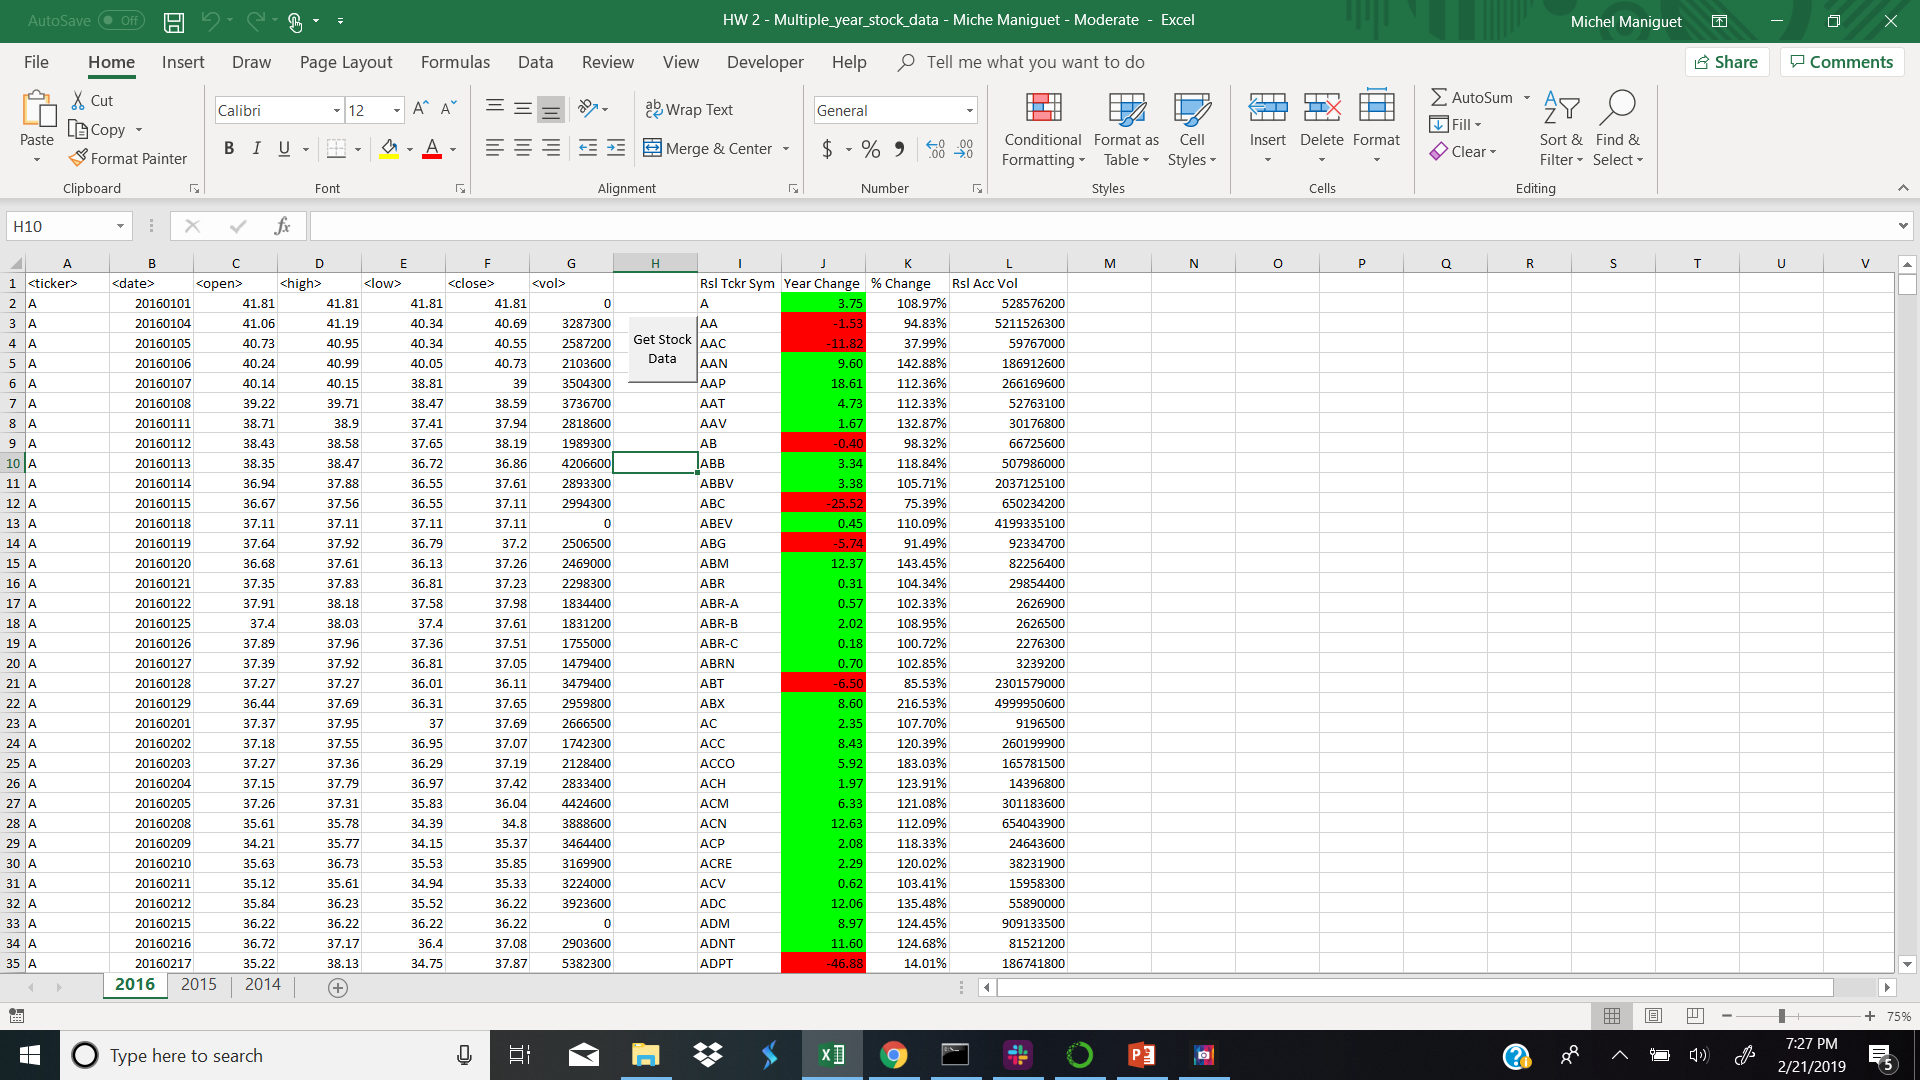 AutoSave Off
HW 2 - Multiple_year_stock_data - Miche Maniguet - Moderate - Excel
Michel Maniguet
File Home Insert Draw Page Layout Formulas Data Review View Developer Help Tell me what you want to do Share Comments
Paste
Cut
Copy
Format Painter
Clipboard
Calibri 12
B I U
Font
Wrap Text
Merge & Center
Alignment
General
$ % 9
Number
Conditional Formatting
Format as Table
Cell Styles
Styles
Insert Delete Format
Cells
AutoSum
Fill
Clear
Sort & Filter
Find & Select
Editing
H10 fx
A B C D E F G H I J K L M N O P Q R S T U V
1 <ticker> <date> <open> <high> <low> <close> <vol> Rsl Tckr Sym Year Change % Change Rsl Acc Vol
2 A 20160101 41.81 41.81 41.81 41.81 0 A 3.75 108.97% 528576200
3 A 20160104 41.06 41.19 40.34 40.69 3287300 AA -1.53 94.83% 5211526300
Get Stock Data
4 A 20160105 40.73 40.95 40.34 40.55 2587200 AAC -11.82 37.99% 59767000
5 A 20160106 40.24 40.99 40.05 40.73 2103600 AAN 9.60 142.88% 186912600
6 A 20160107 40.14 40.15 38.81 39 3504300 AAP 18.61 112.36% 266169600
7 A 20160108 39.22 39.71 38.47 38.59 3736700 AAT 4.73 112.33% 52763100
8 A 20160111 38.71 38.9 37.41 37.94 2818600 AAV 1.67 132.87% 30176800
9 A 20160112 38.43 38.58 37.65 38.19 1989300 AB -0.40 98.32% 66725600
10 A 20160113 38.35 38.47 36.72 36.86 4206600 ABB 3.34 118.84% 507986000
11 A 20160114 36.94 37.88 36.55 37.61 2893300 ABBV 3.38 105.71% 2037125100
12 A 20160115 36.67 37.56 36.55 37.11 2994300 ABC -25.52 75.39% 650234200
13 A 20160118 37.11 37.11 37.11 37.11 0 ABEV 0.45 110.09% 4199335100
14 A 20160119 37.64 37.92 36.79 37.2 2506500 ABG -5.74 91.49% 92334700
15 A 20160120 36.68 37.61 36.13 37.26 2469000 ABM 12.37 143.45% 82256400
16 A 20160121 37.35 37.83 36.81 37.23 2298300 ABR 0.31 104.34% 29854400
17 A 20160122 37.91 38.18 37.58 37.98 1834400 ABR-A 0.57 102.33% 2626900
18 A 20160125 37.4 38.03 37.4 37.61 1831200 ABR-B 2.02 108.95% 2626500
19 A 20160126 37.89 37.96 37.36 37.51 1755000 ABR-C 0.18 100.72% 2276300
20 A 20160127 37.39 37.92 36.81 37.05 1479400 ABRN 0.70 102.85% 3239200
21 A 20160128 37.27 37.27 36.01 36.11 3479400 ABT -6.50 85.53% 2301579000
22 A 20160129 36.44 37.69 36.31 37.65 2959800 ABX 8.60 216.53% 4999950600
23 A 20160201 37.37 37.95 37 37.69 2666500 AC 2.35 107.70% 9196500
24 A 20160202 37.18 37.55 36.95 37.07 1742300 ACC 8.43 120.39% 260199900
25 A 20160203 37.27 37.36 36.29 37.19 2128400 ACCO 5.92 183.03% 165781500
26 A 20160204 37.15 37.79 36.97 37.42 2833400 ACH 1.97 123.91% 14396800
27 A 20160205 37.26 37.31 35.83 36.04 4424600 ACM 6.33 121.08% 301183600
28 A 20160208 35.61 35.78 34.39 34.8 3888600 ACN 12.63 112.09% 654043900
29 A 20160209 34.21 35.77 34.15 35.37 3464400 ACP 2.08 118.33% 24643600
30 A 20160210 35.63 36.73 35.53 35.85 3169900 ACRE 2.29 120.02% 38231900
31 A 20160211 35.12 35.61 34.94 35.33 3224000 ACV 0.62 103.41% 15958300
32 A 20160212 35.84 36.23 35.52 36.22 3923600 ADC 12.06 135.48% 55890000
33 A 20160215 36.22 36.22 36.22 36.22 0 ADM 8.97 124.45% 909133500
34 A 20160216 36.72 37.17 36.4 37.08 2903600 ADNT 11.60 124.68% 81521200
35 A 20160217 35.22 38.13 34.75 37.87 5382300 ADPT -46.88 14.01% 186741800
2016 2015 2014
75%
Type here to search
7:27 PM
2/21/2019
5